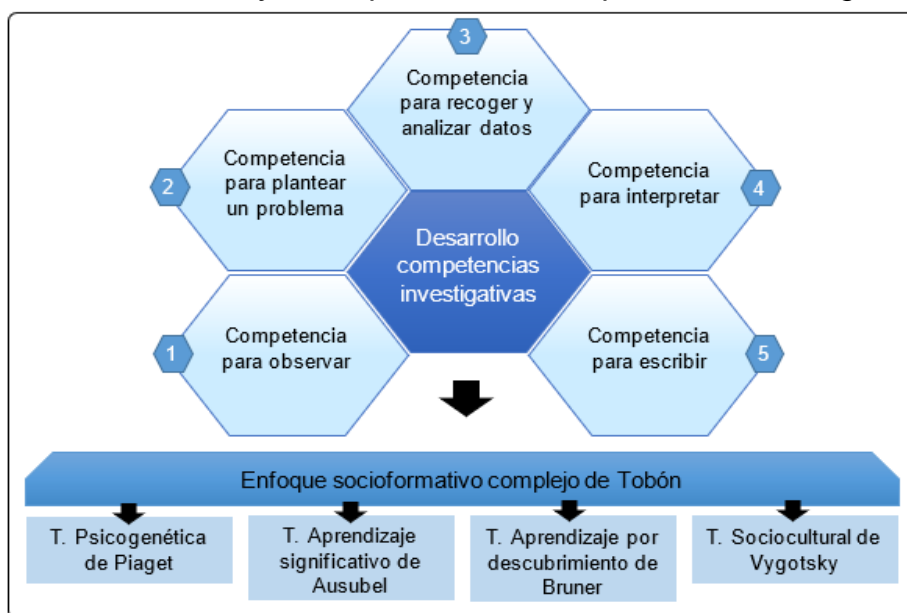 3
Competencia
para recoger y
analizar datos
2
Competencia
para plantear
un problema
4
Competencia
para interpretar
Desarrollo
competencias
investigativas
1
Competencia
para observar
5
Competencia
para escribir
Enfoque socioformativo complejo de Tobón
T. Psicogenética
de Piaget
T. Aprendizaje
significativo de
Ausubel
T. Aprendizaje por
descubrimiento de
Bruner
T. Sociocultural de
Vygotsky